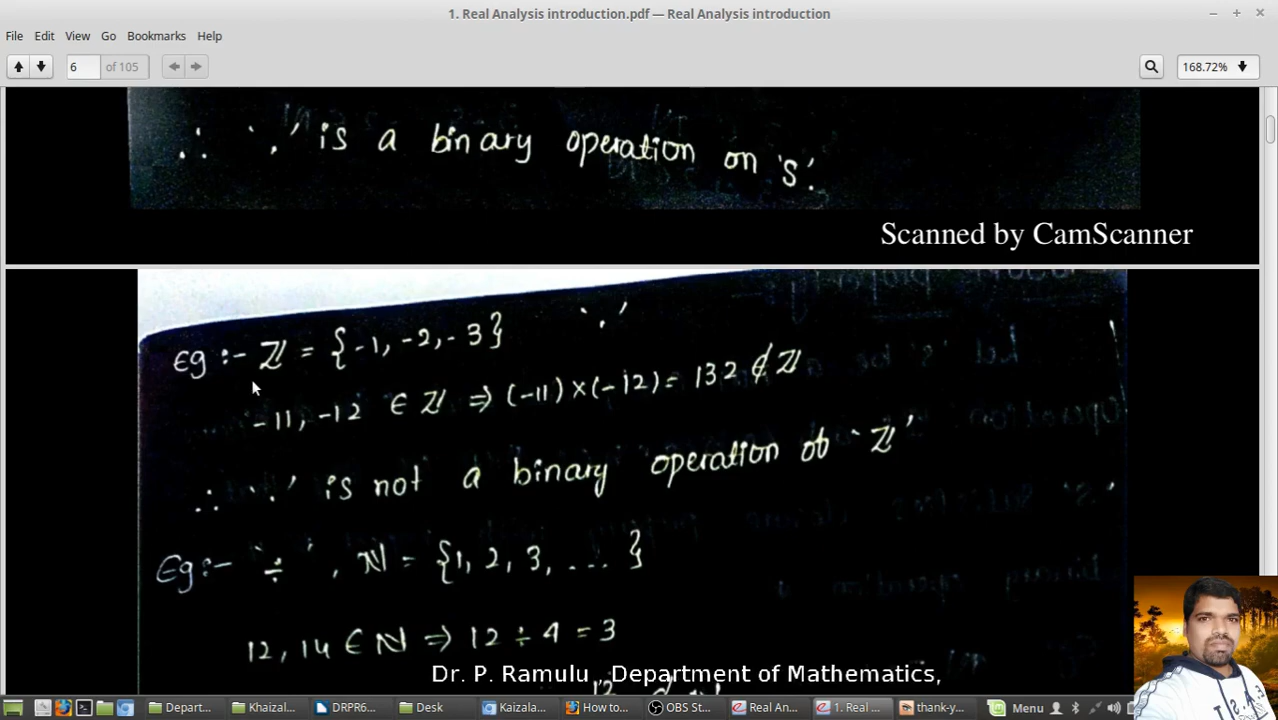 1. Real Analysis introduction.pdf — Real Analysis introduction
File Edit View Go Bookmarks Help
6 of 105 168.72%
∴ '.' is a binary operation on 's'.
Scanned by CamScanner
Eg :- Z = {-1, -2, -3} '.'
-11, -12 ∈ Z ⇒ (-11) × (-12) = 132 ∉ Z
∴ '.' is not a binary operation of 'Z'
Eg :- '÷', N = {1, 2, 3, .... }
12, 14 ∈ N ⇒ 12 ÷ 4 = 3
Dr. P. Ramulu , Department of Mathematics,
Depart... Khaizal... DRPR6... Desk Kaizala... How to... OBS St... Real An... 1. Real ... thank-y... Menu